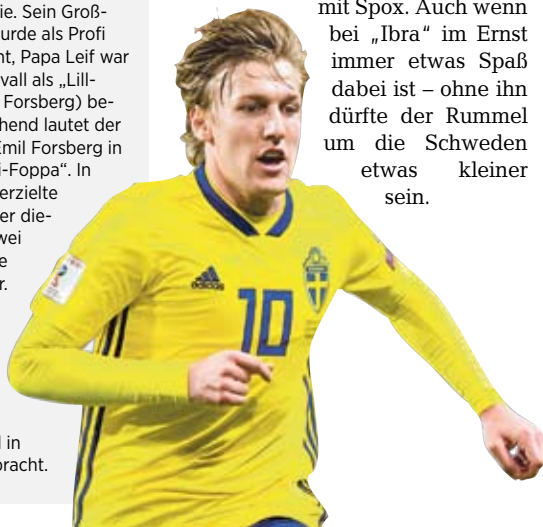 ie. Sein Groß-
urde als Profi
nt, Papa Leif war
vall als „Lill-
Forsberg) be-
hend lautet der
Emil Forsberg in
i-Foppa“. In
erzielte
er die-
wei
e
r.
l in
racht.
mit Spox. Auch wenn
bei „Ibra“ im Ernst
immer etwas Spaß
dabei ist – ohne ihn
dürfte der Rummel
um die Schweden
etwas kleiner
sein.
adidas
10